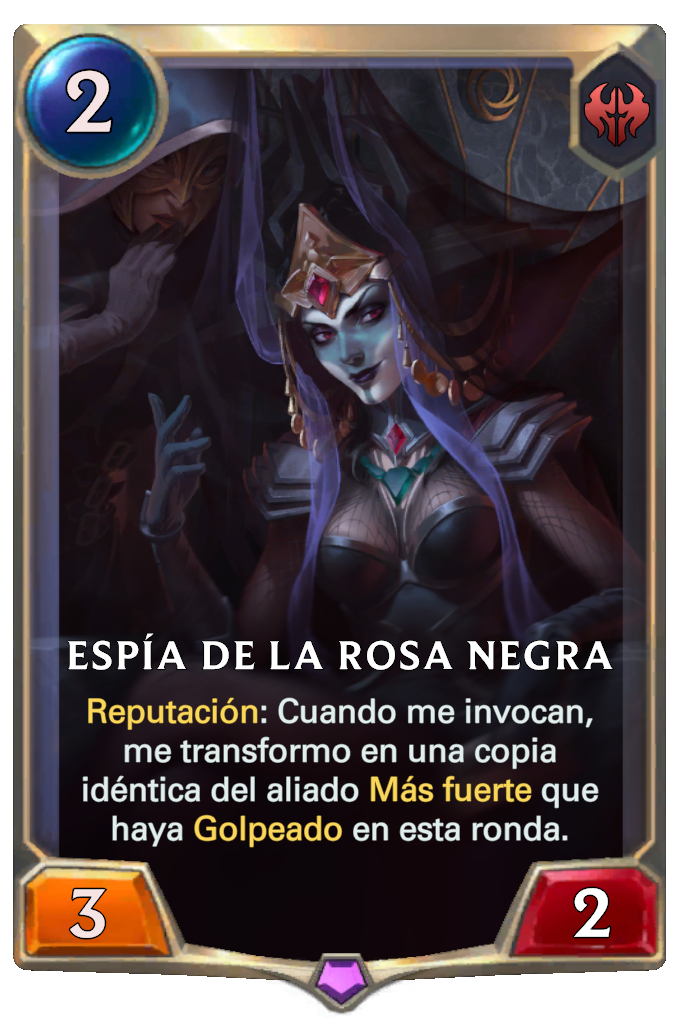 2
ESPÍA DE LA ROSA NEGRA
Reputación: Cuando me invocan,
me transformo en una copia
idéntica del aliado Más fuerte que
haya Golpeado en esta ronda.
3
2